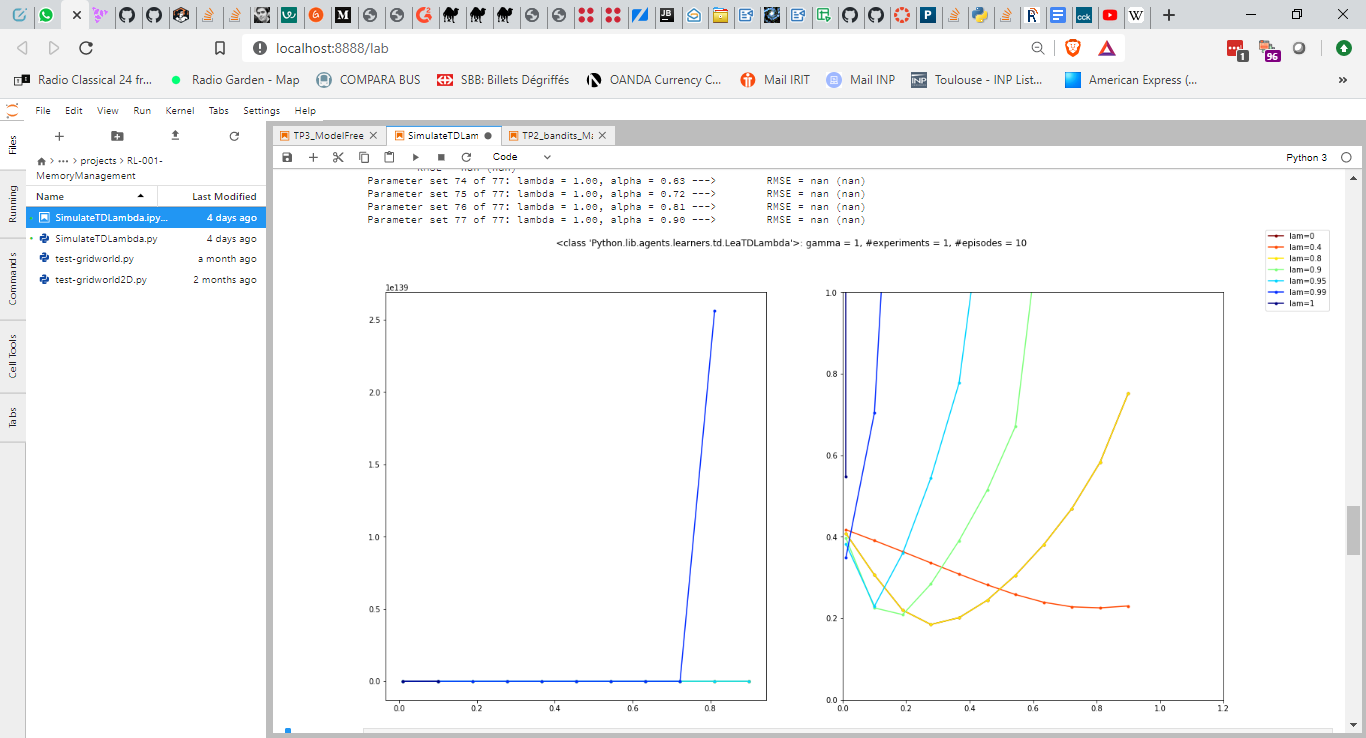 localhost:8888/lab
1
96
Radio Classical 24 fr...
Radio Garden - Map
COMPARA BUS
SBB: Billets Dégriffés
OANDA Currency C...
Mail IRIT
Mail INP
Toulouse - INP List...
American Express (...
»
File Edit View Run Kernel Tabs Settings Help
Files
Running
Commands
Cell Tools
Tabs
··· > projects > RL-001-
MemoryManagement
Name Last Modified
SimulateTDLambda.ipy... 4 days ago
SimulateTDLambda.py 4 days ago
test-gridworld.py a month ago
test-gridworld2D.py 2 months ago
TP3_ModelFree
SimulateTDLam
TP2_bandits_Ma
Code
Python 3
RMSE = nan (nan)
Parameter set 74 of 77: lambda = 1.00, alpha = 0.63 ---> RMSE = nan (nan)
Parameter set 75 of 77: lambda = 1.00, alpha = 0.72 ---> RMSE = nan (nan)
Parameter set 76 of 77: lambda = 1.00, alpha = 0.81 ---> RMSE = nan (nan)
Parameter set 77 of 77: lambda = 1.00, alpha = 0.90 ---> RMSE = nan (nan)
<class 'Python.lib.agents.learners.td.LeaTDLambda'>: gamma = 1, #experiments = 1, #episodes = 10
lam=0
lam=0.4
lam=0.8
lam=0.9
lam=0.95
lam=0.99
lam=1
1e139
2.5
2.0
1.5
1.0
0.5
0.0
0.0 0.2 0.4 0.6 0.8
1.0
0.8
0.6
0.4
0.2
0.0
0.0 0.2 0.4 0.6 0.8 1.0 1.2